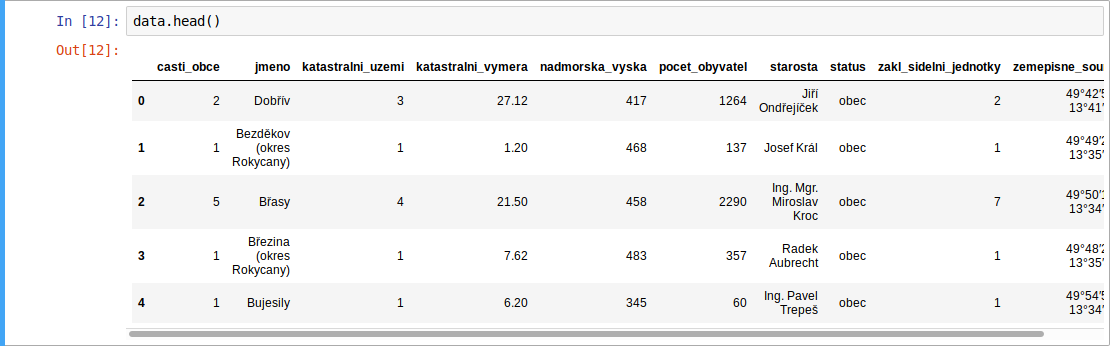 In [12]: data.head()
Out[12]:
casti_obce jmeno katastralni_uzemi katastralni_vymera nadmorska_vyska pocet_obyvatel starosta status zakl_sidelni_jednotky
0 2 Dobřív 3 27.12 417 1264 Jiří Ondřejíček obec 2 49°42'5 13°41'
1 1 Bezděkov (okres Rokycany) 1 1.20 468 137 Josef Král obec 1 49°49'2 13°35'
2 5 Břasy 4 21.50 458 2290 Ing. Mgr. Miroslav Kroc obec 7 13°34'
3 1 Březina (okres Rokycany) 1 7.62 483 357 Radek Aubrecht obec 1 49°48'2 13°35'
4 1 Bujesily 1 6.20 345 60 Ing. Pavel Trepeš obec 1 49°54'5 13°34'